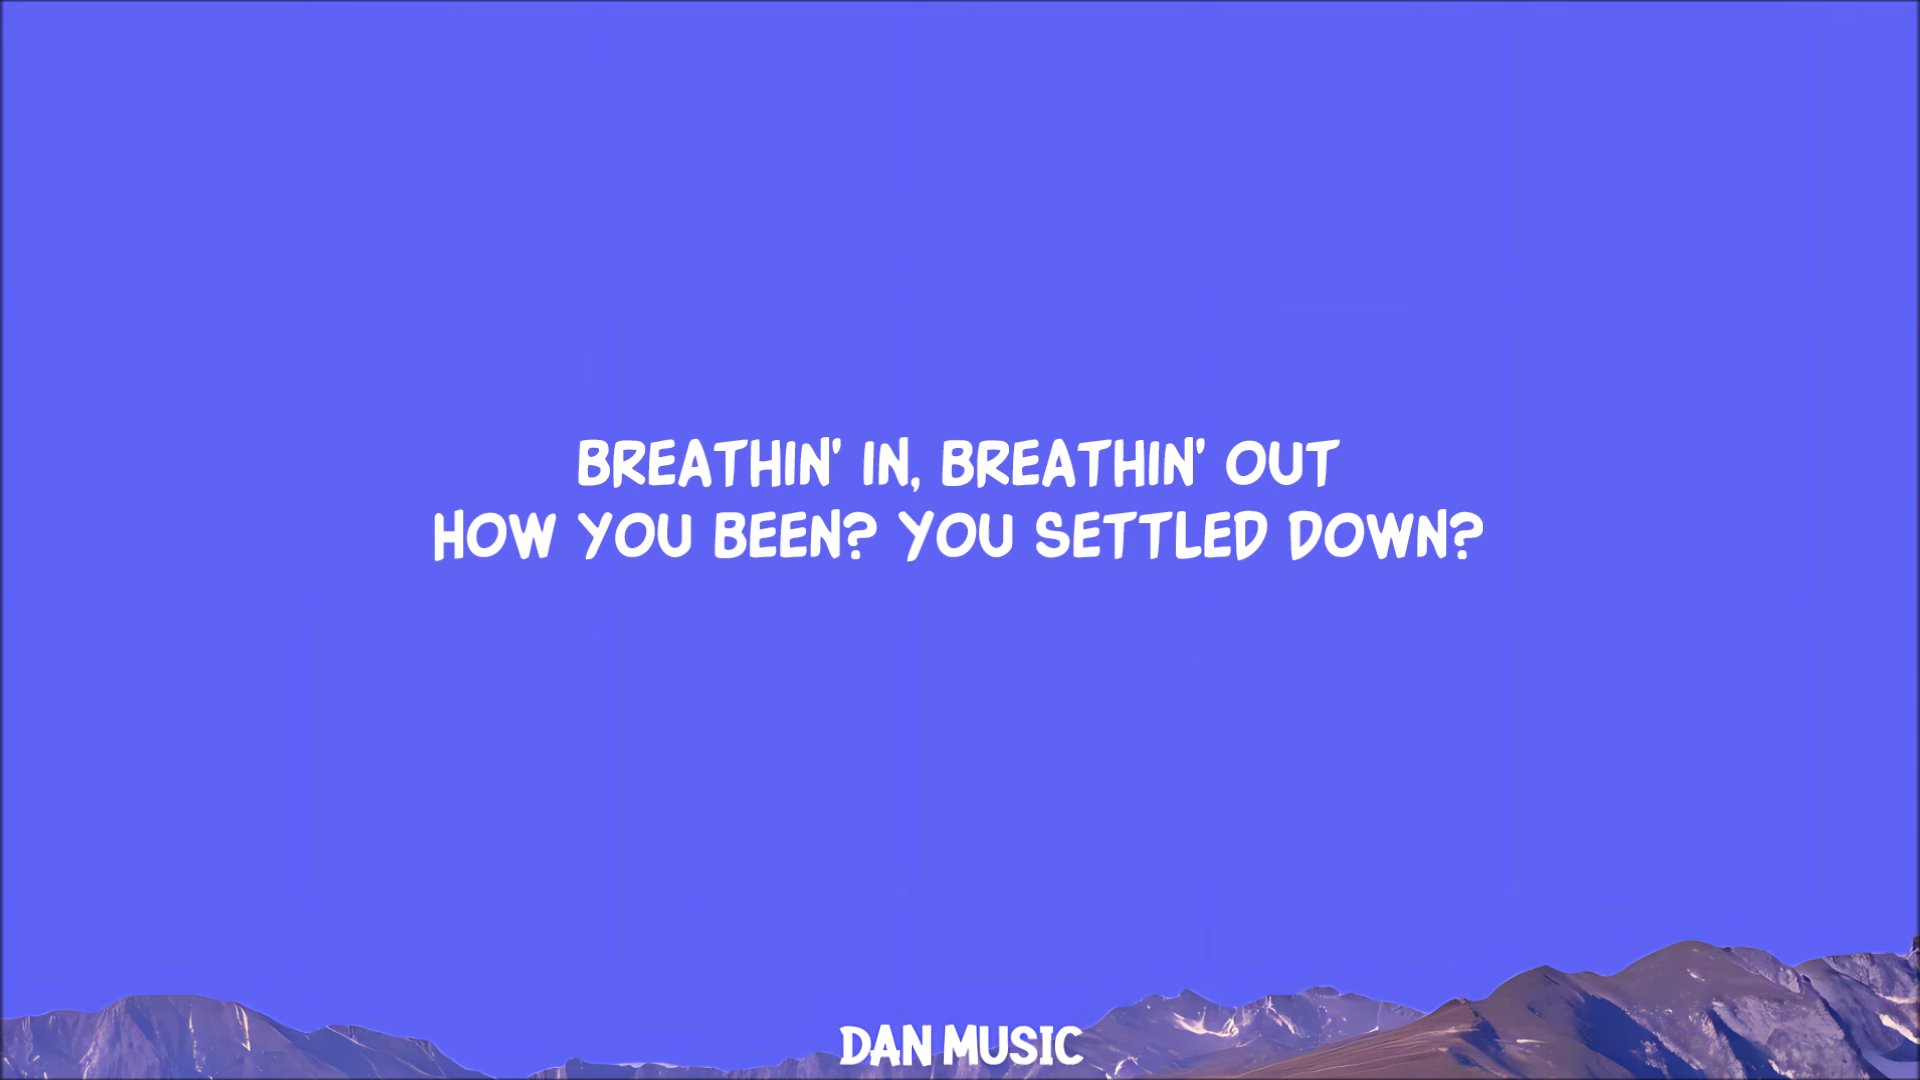 BREATHIN' IN, BREATHIN' OUT
HOW YOU BEEN? YOU SETTLED DOWN?
DAN MUSIC